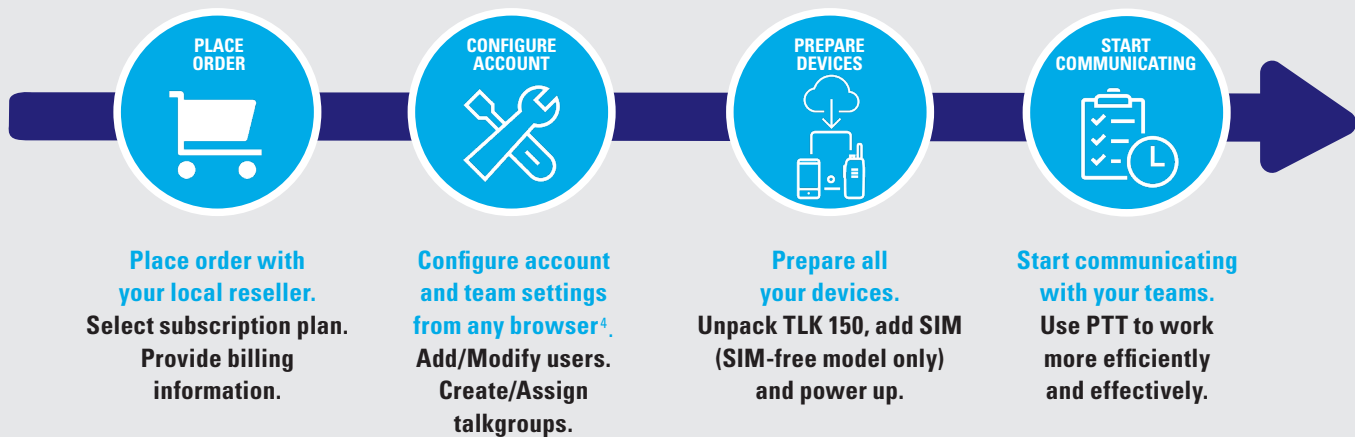 PLACE
ORDER
CONFIGURE
ACCOUNT
PREPARE
DEVICES
START
COMMUNICATING
Place order with
your local reseller.
Select subscription plan.
Provide billing
information.
Configure account
and team settings
from any browser⁴.
Add/Modify users.
Create/Assign
talkgroups.
Prepare all
your devices.
Unpack TLK 150, add SIM
(SIM-free model only)
and power up.
Start communicating
with your teams.
Use PTT to work
more efficiently
and effectively.